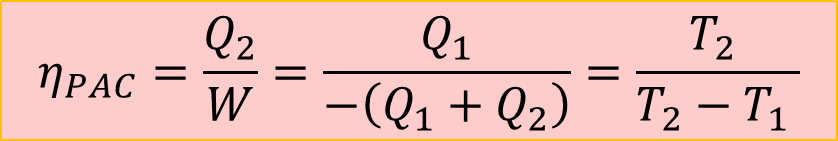 η_PAC = Q_2/W = Q_1/-(Q_1 + Q_2) = T_2/(T_2 - T_1)